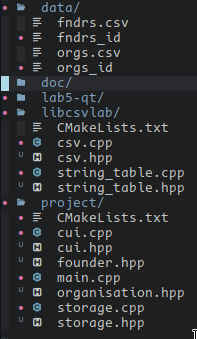 data/
fndrs.csv
fndrs_id
orgs.csv
orgs_id
doc/
lab5-qt/
libcsvlab/
CMakeLists.txt
csv.cpp
U csv.hpp
string_table.cpp
U string_table.hpp
project/
CMakeLists.txt
cui.cpp
U cui.hpp
U founder.hpp
main.cpp
U organisation.hpp
storage.cpp
U storage.hpp